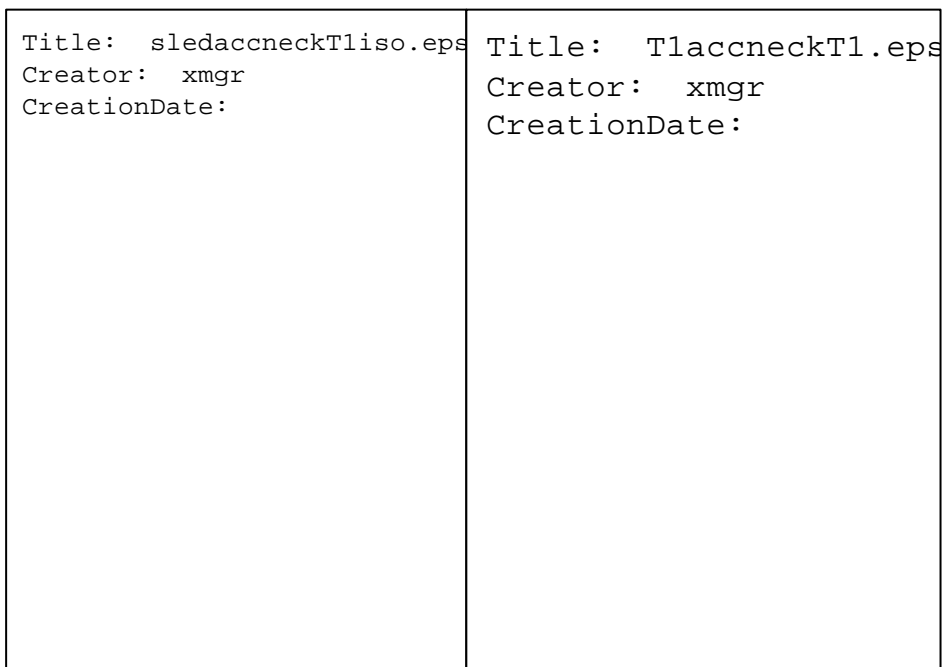 Title: sledaccneckT1iso.eps
Creator: xmgr
CreationDate:
Title: T1accneckT1.eps
Creator: xmgr
CreationDate: